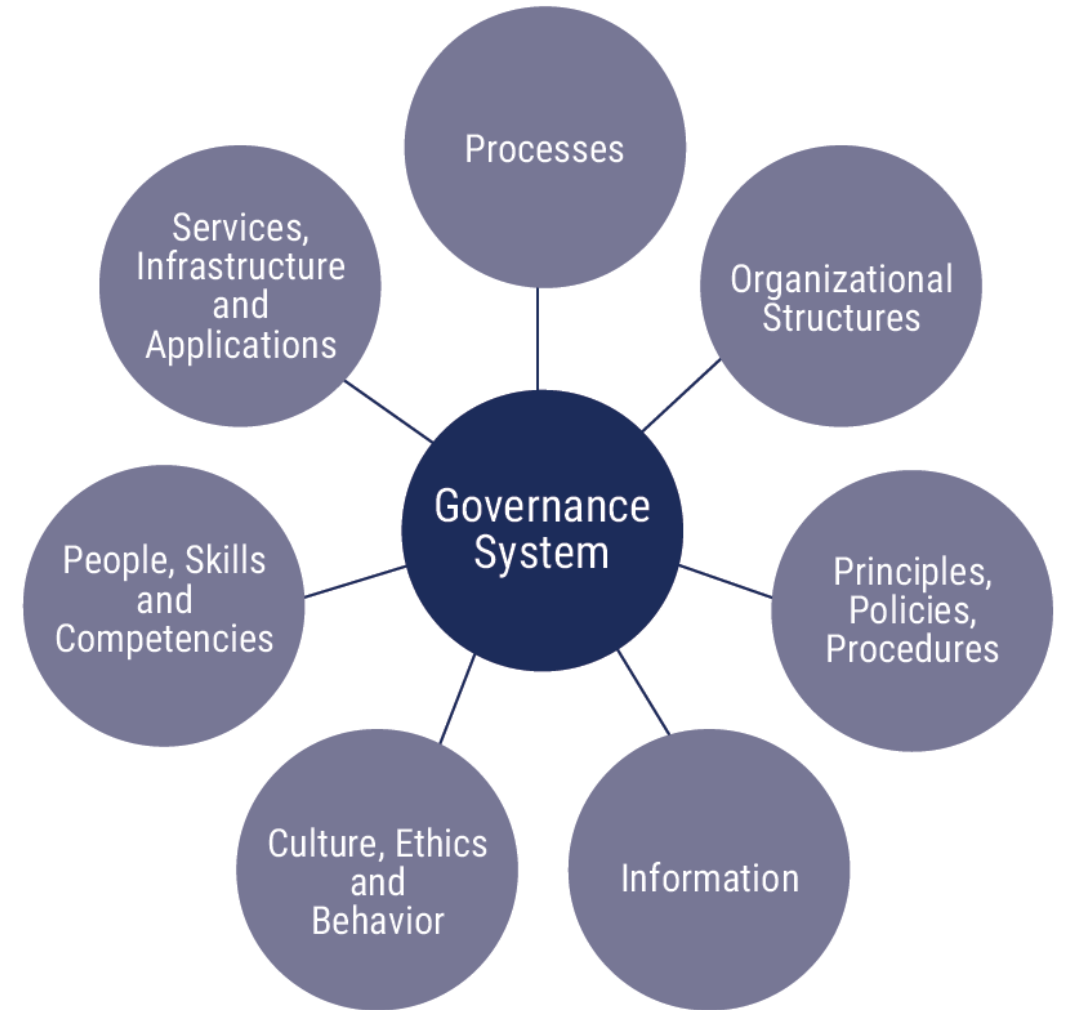 Processes
Organizational
Structures
Principles,
Policies,
Procedures
Information
Culture, Ethics
and
Behavior
People, Skills
and
Competencies
Services,
Infrastructure
and
Applications
Governance
System